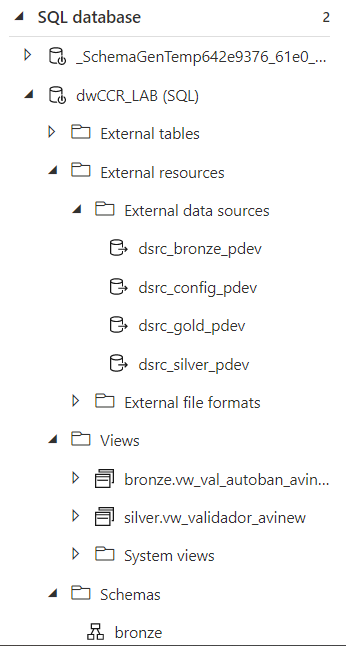 SQL database 2
_SchemaGenTemp642e9376_61e0_...
dwCCR_LAB (SQL)
External tables
External resources
External data sources
dsrc_bronze_pdev
dsrc_config_pdev
dsrc_gold_pdev
dsrc_silver_pdev
External file formats
Views
bronze.vw_val_autoban_avin...
silver.vw_validador_avinew
System views
Schemas
bronze